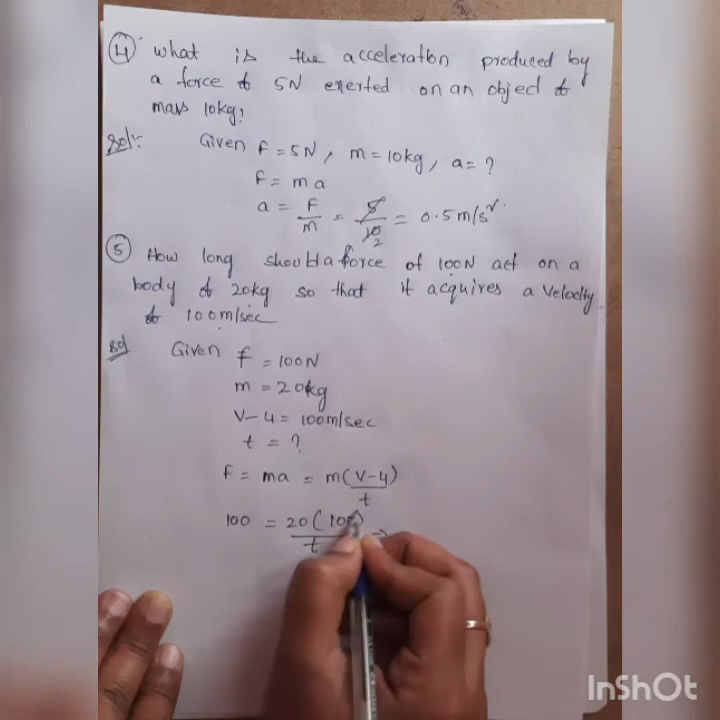 4 What is the acceleration produced by
a force of 5N exerted on an object of
mass 10kg?
Sol:- Given F = 5N, m = 10kg, a = ?
F = ma
a = F/m = 5/10 2 = 0.5 m/s²
5 How long should a force of 100N act on a
body of 20kg so that it acquires a velocity
of 100m/sec
sol Given F = 100N
m = 20kg
V-u = 100m/sec
t = ?
F = ma = m(V-u)/t
100 = 20(100)/t
InShOt